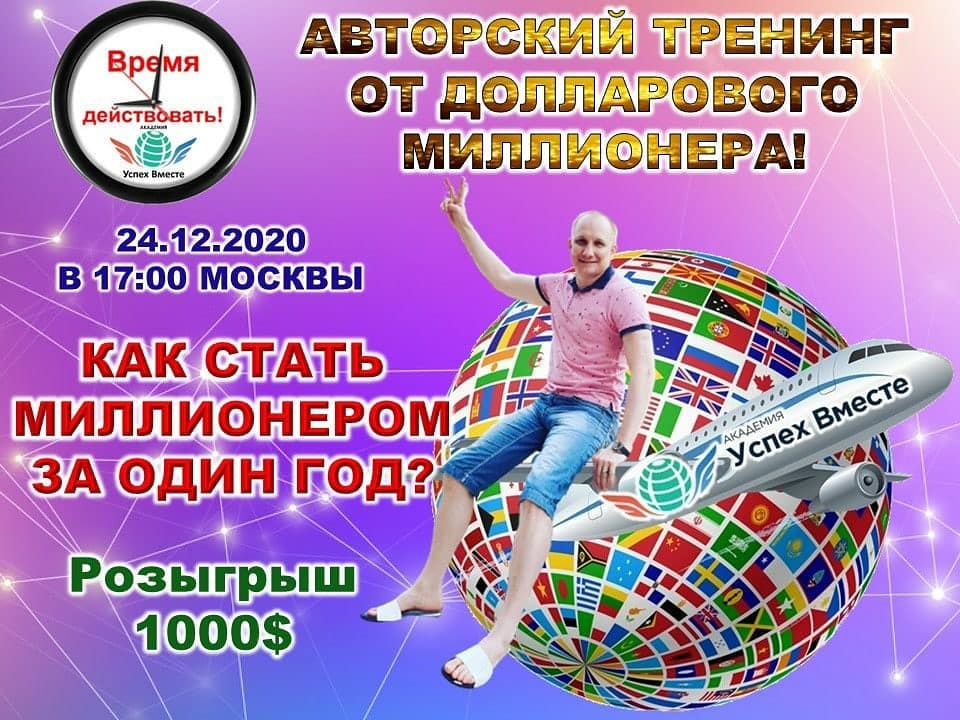 Время
действовать!
АКАДЕМИЯ
Успех Вместе
АВТОРСКИЙ ТРЕНИНГ
ОТ ДОЛЛАРОВОГО
МИЛЛИОНЕРА!
24.12.2020
В 17:00 МОСКВЫ
КАК СТАТЬ
МИЛЛИОНЕРОМ
ЗА ОДИН ГОД?
АКАДЕМИЯ
Успех Вместе
Розыгрыш
1000$